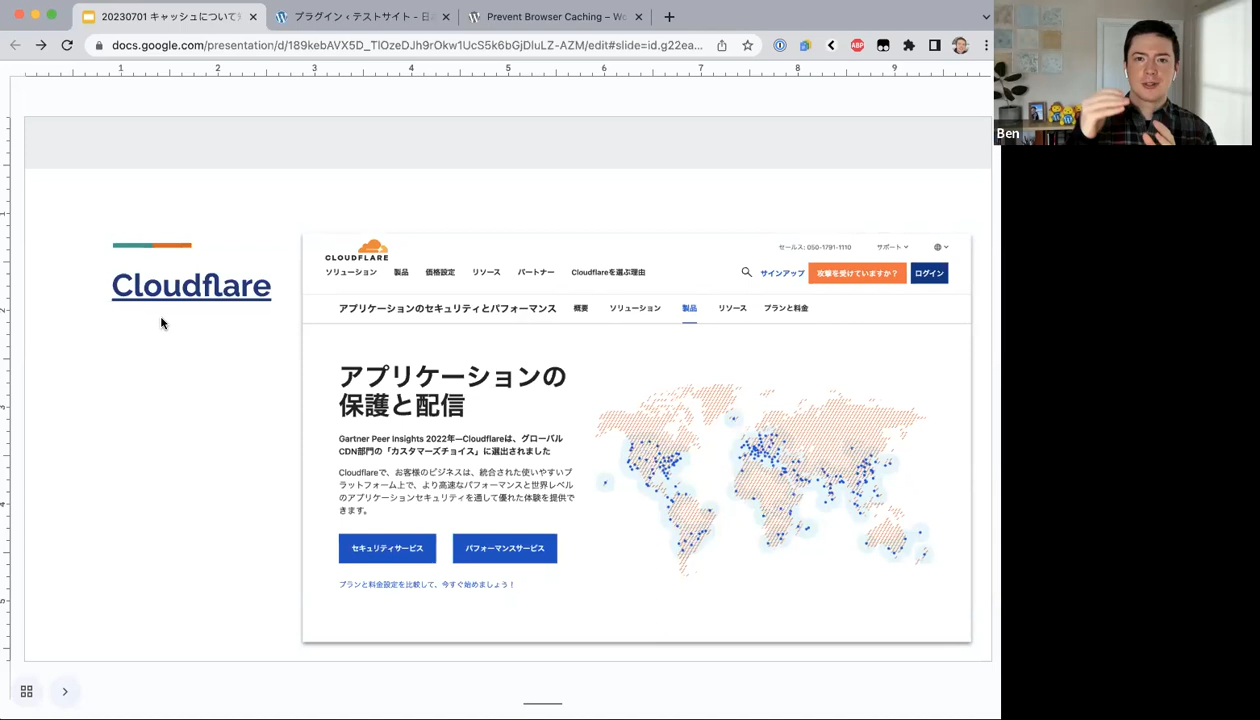 20230701 キャッシュについて
プラグイン ‹ テストサイト - 日
Prevent Browser Caching – Wo
docs.google.com/presentation/d/189kebAVX5D_TlOzeDJh9rOkw1UcS5k6bGjDluLZ-AZM/edit#slide=id.g22ea...
ABP
1 2 3 4 5 6 7 8 9
Ben
1
2
3
4
5
Cloudflare
CLOUDFLARE
セールス: 050-1791-1110 サポート
ソリューション 製品 価格設定 リソース パートナー Cloudflareを選ぶ理由
サインアップ 攻撃を受けていますか？ ログイン
アプリケーションのセキュリティとパフォーマンス 概要 ソリューション 製品 リソース プランと料金
アプリケーションの
保護と配信
Gartner Peer Insights 2022年—Cloudflareは、グローバル
CDN部門の「カスタマーズチョイス」に選出されました
Cloudflareで、お客様のビジネスは、統合された使いやすいプ
ラットフォーム上で、より高速なパフォーマンスと世界レベル
のアプリケーションセキュリティを通して優れた体験を提供で
きます。
セキュリティサービス パフォーマンスサービス
プランと料金設定を比較して、今すぐ始めましょう！